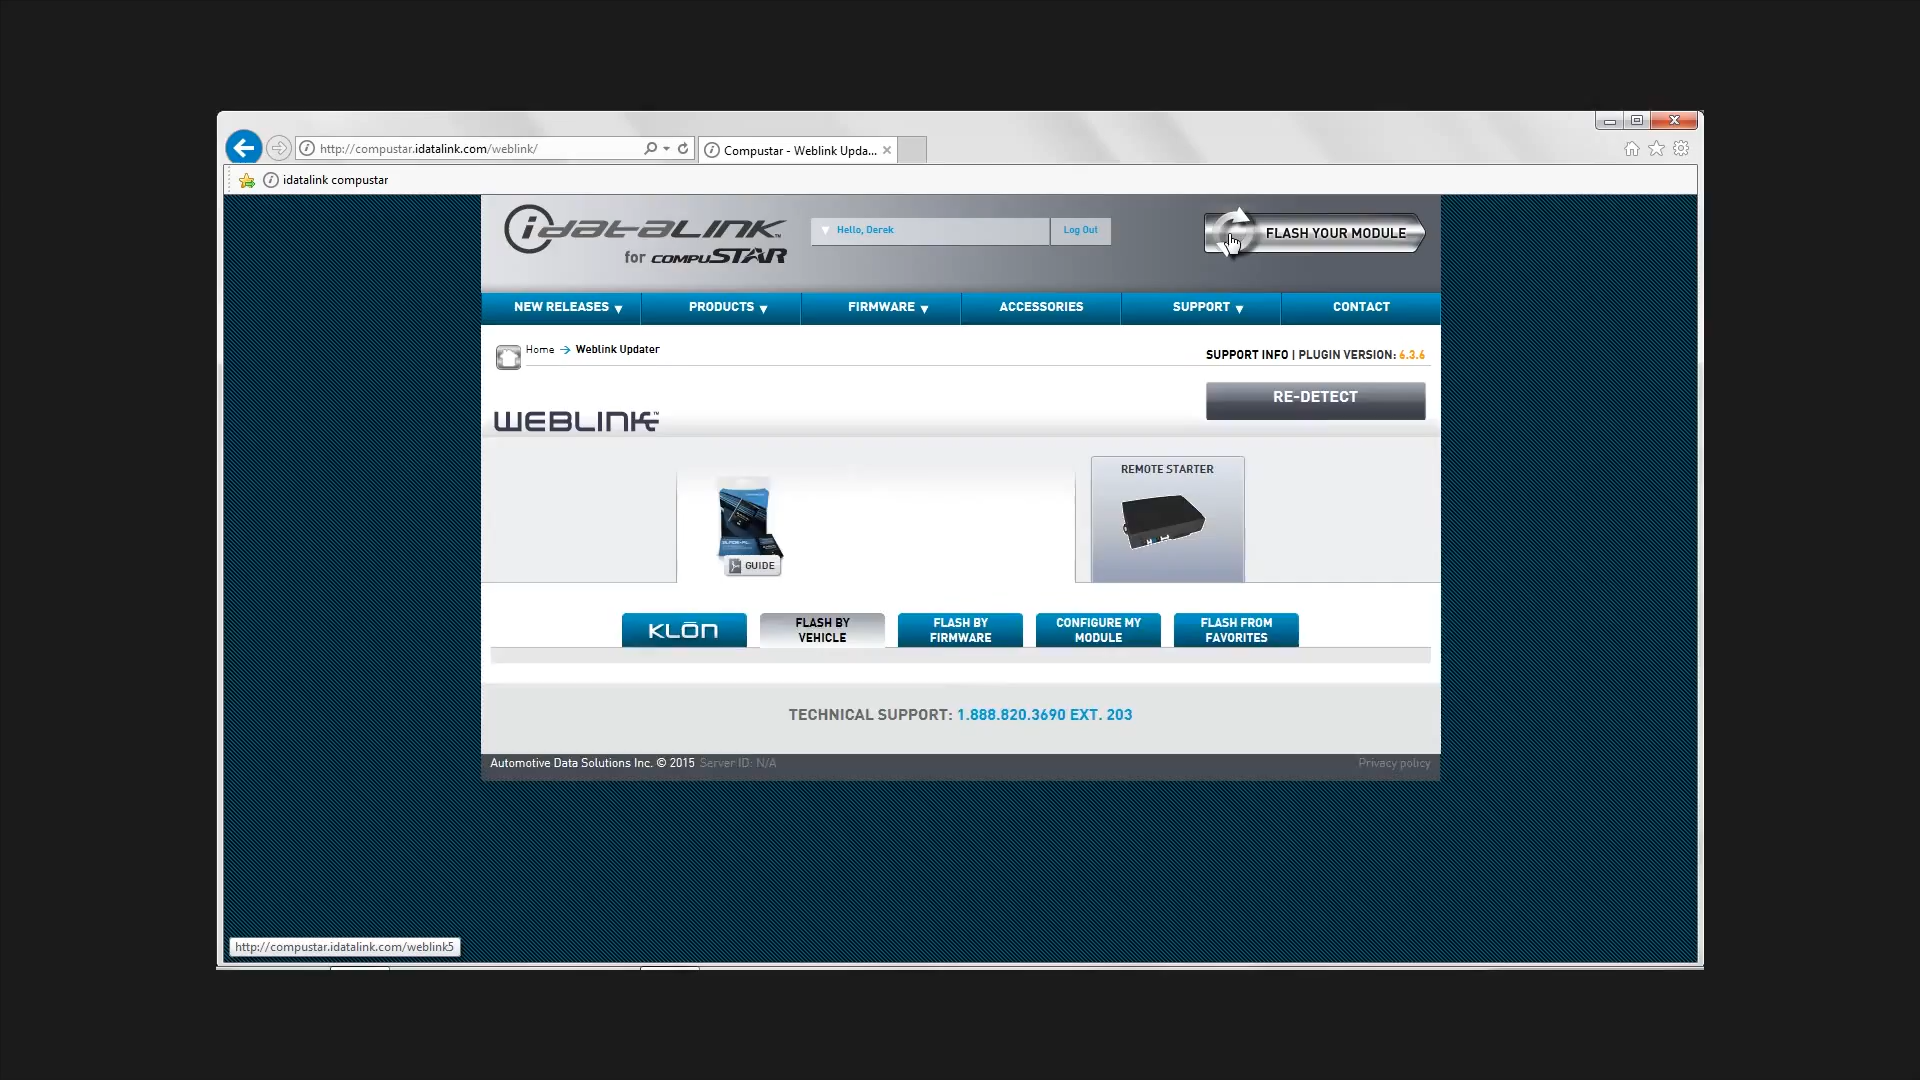 http://compustar.idatalink.com/weblink/
Compustar - Weblink Upda...
idatalink compustar
iDATALINK™
for COMPUSTAR
Hello, Derek
Log Out
FLASH YOUR MODULE
NEW RELEASES
PRODUCTS
FIRMWARE
ACCESSORIES
SUPPORT
CONTACT
Home
Weblink Updater
SUPPORT INFO | PLUGIN VERSION: 6.3.6
RE-DETECT
WEBLINK™
REMOTE STARTER
GUIDE
KLŌN
FLASH BY
VEHICLE
FLASH BY
FIRMWARE
CONFIGURE MY
MODULE
FLASH FROM
FAVORITES
TECHNICAL SUPPORT: 1.888.820.3690 EXT. 203
Automotive Data Solutions Inc. © 2015 Server ID: N/A
Privacy policy
http://compustar.idatalink.com/weblink5